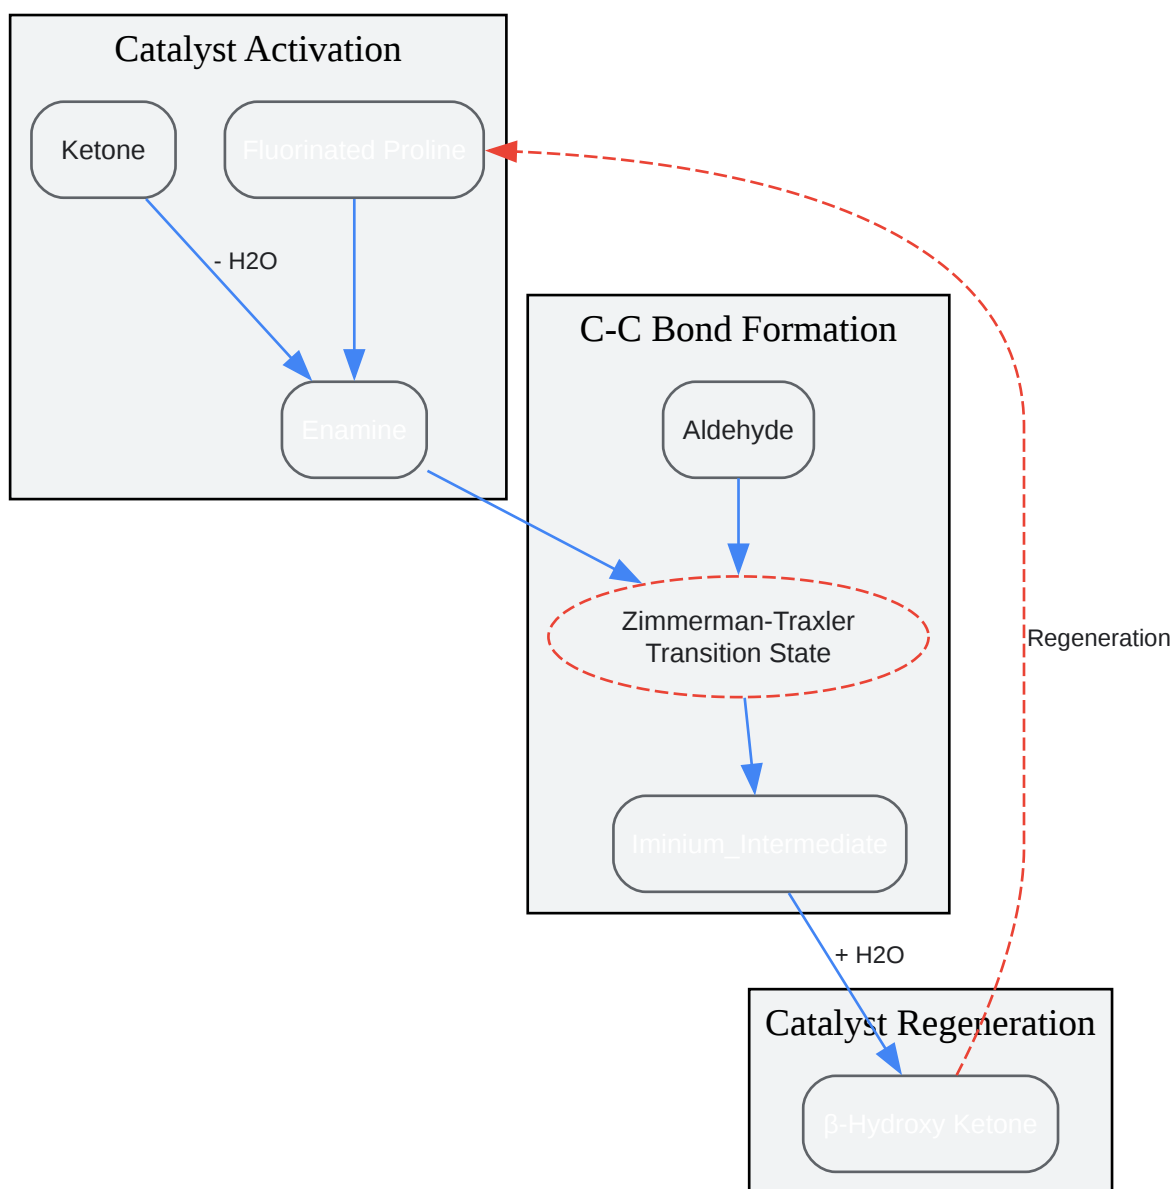 Catalyst Activation
Ketone
Fluorinated Proline
- H2O
Enamine
C-C Bond Formation
Aldehyde
Zimmerman-Traxler
Transition State
Regeneration
Iminium_Intermediate
+ H2O
Catalyst Regeneration
β-Hydroxy Ketone